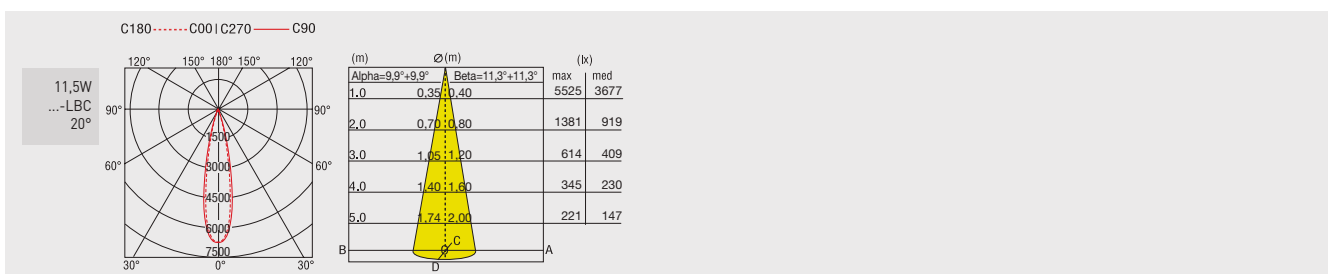 C180 ------ C00 | C270 —— C90
11,5W
...-LBC
20°
120° 150° 180° 150° 120°
90° 90°
1500
60° 3000 60°
4500
6000
7500
30° 0° 30°
(m) Ø(m) (lx)
Alpha=9,9°+9,9° Beta=11,3°+11,3° max med
1.0 0,35 0,40 5525 3677
2.0 0,70 0,80 1381 919
3.0 1,05 1,20 614 409
4.0 1,40 1,60 345 230
5.0 1,74 2,00 221 147
B C A
D